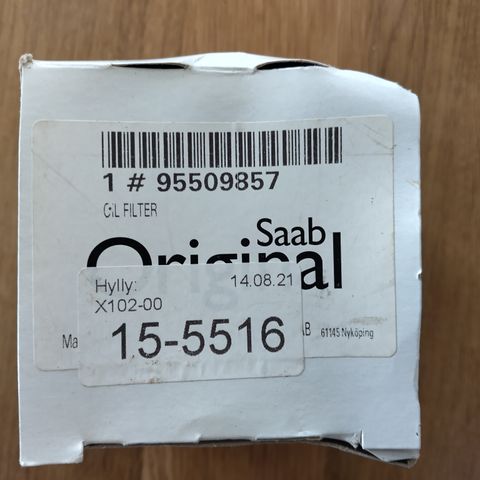 1 # 95509857
OIL FILTER
Saab
Original
Hylly: 14.08.21
X102-00
15-5516
Ma AB 61145 Nyköping